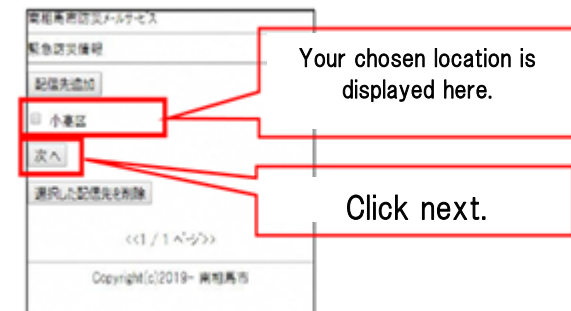 南相馬市防災メールサービス
緊急防災情報
配信先追加
小高区
次へ
選択した配信先を削除
<<1 / 1 ページ>>
Copyright(c)2019- 南相馬市
Your chosen location is
displayed here.
Click next.